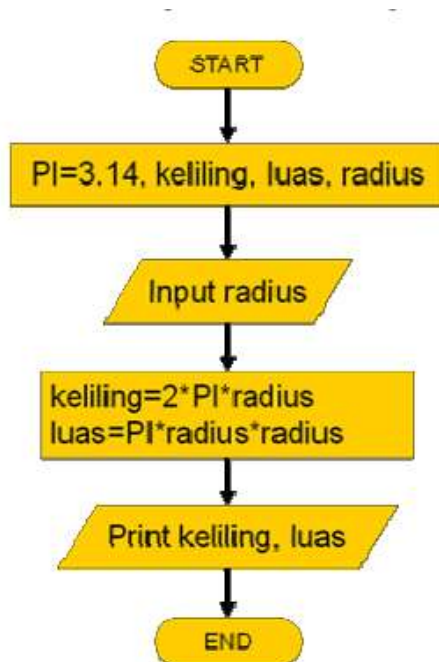 START
PI=3.14, keliling, luas, radius
Input radius
keliling=2*PI*radius
luas=PI*radius*radius
Print keliling, luas
END